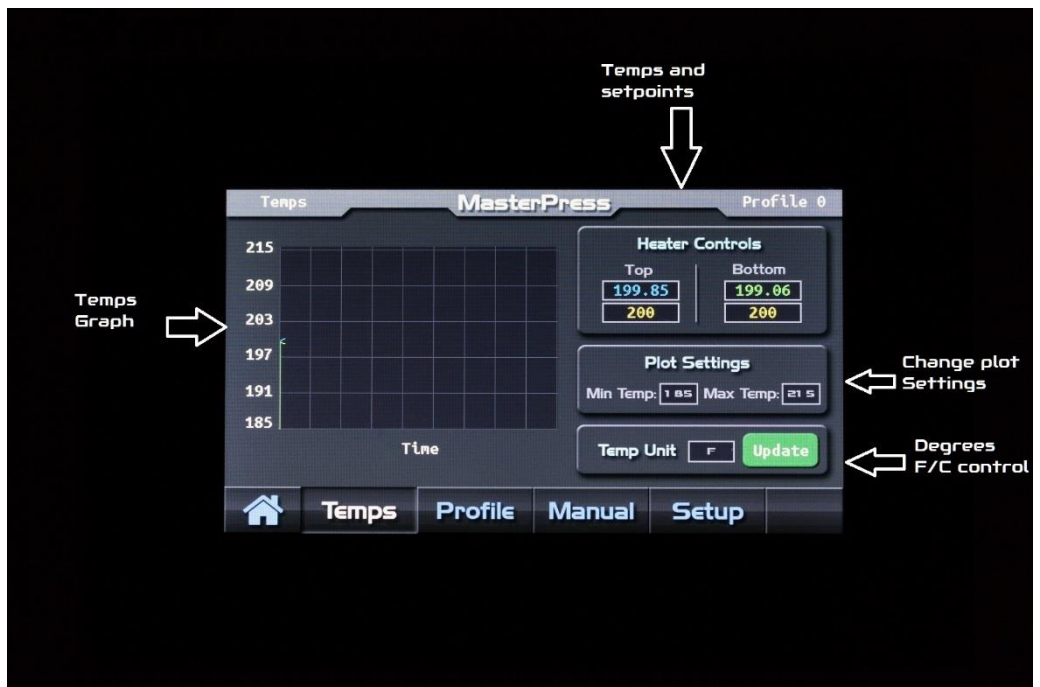 Temps and
setpoints
Temps
MasterPress
Profile 0
215
209
203
197
191
185
Time
Temps
Graph
Heater Controls
Top
Bottom
199.85
199.06
200
200
Plot Settings
Min Temp: 185 Max Temp: 215
Change plot
Settings
Temp Unit F Update
Degrees
F/C control
Temps Profile Manual Setup